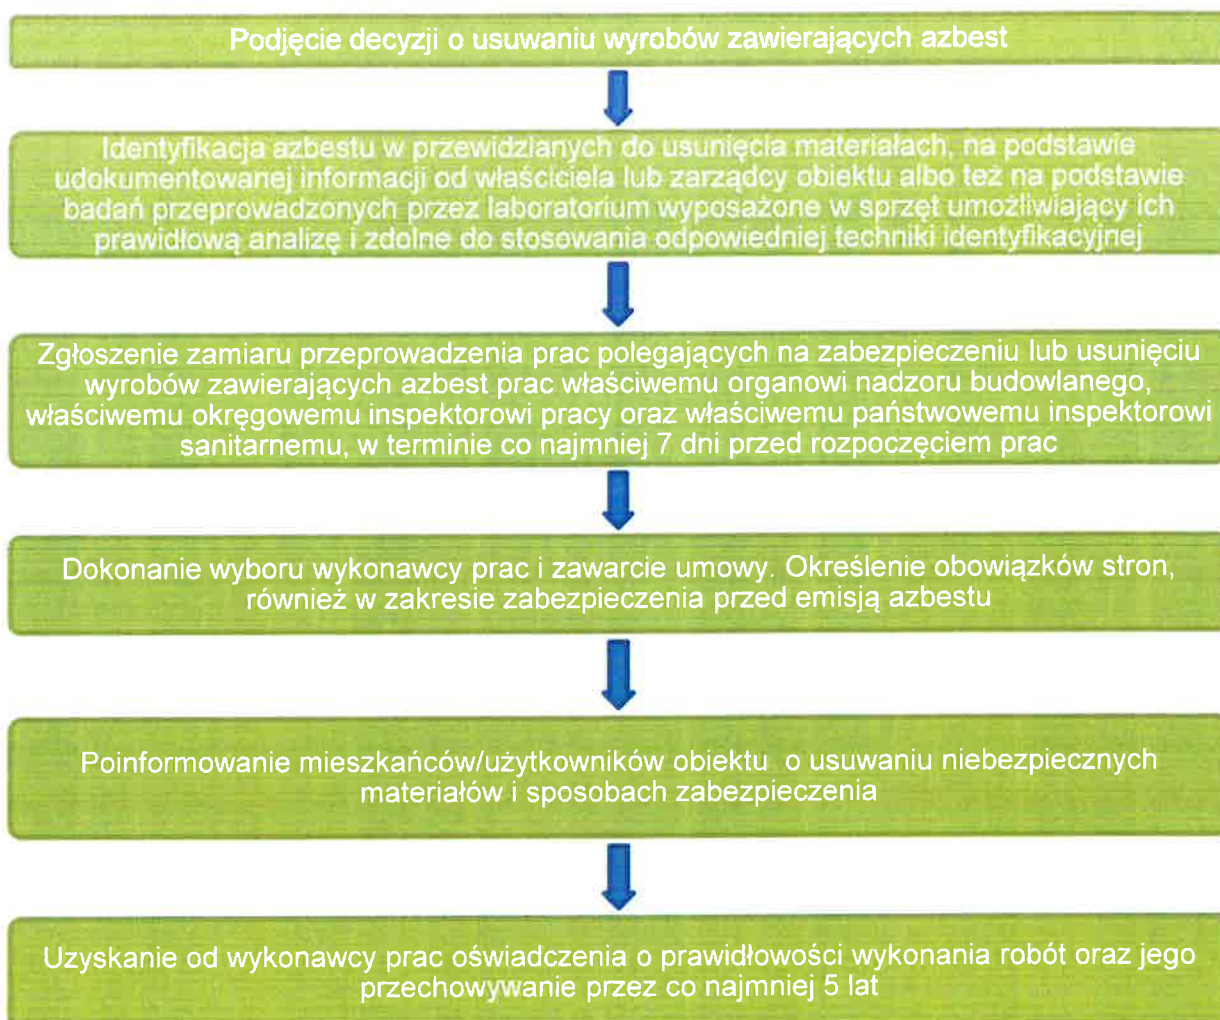 Podjęcie decyzji o usuwaniu wyrobów zawierających azbest
Identyfikacja azbestu w przewidzianych do usunięcia materiałach, na podstawie
udokumentowanej informacji od właściciela lub zarządcy obiektu albo też na podstawie
badań przeprowadzonych przez laboratorium wyposażone w sprzęt umożliwiający ich
prawidłową analizę i zdolne do stosowania odpowiedniej techniki identyfikacyjnej
Zgłoszenie zamiaru przeprowadzenia prac polegających na zabezpieczeniu lub usunięciu
wyrobów zawierających azbest prac właściwemu organowi nadzoru budowlanego,
właściwemu okręgowemu inspektorowi pracy oraz właściwemu państwowemu inspektorowi
sanitarnemu, w terminie co najmniej 7 dni przed rozpoczęciem prac
Dokonanie wyboru wykonawcy prac i zawarcie umowy. Określenie obowiązków stron,
również w zakresie zabezpieczenia przed emisją azbestu
Poinformowanie mieszkańców/użytkowników obiektu o usuwaniu niebezpiecznych
materiałów i sposobach zabezpieczenia
Uzyskanie od wykonawcy prac oświadczenia o prawidłowości wykonania robót oraz jego
przechowywanie przez co najmniej 5 lat